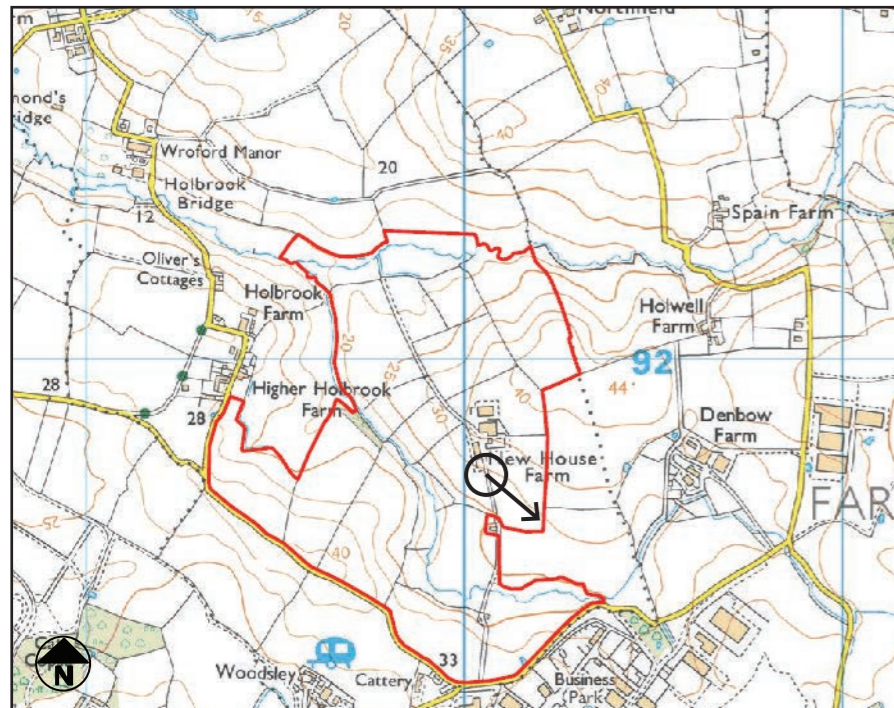 20
35
40
Wroford Manor
20
Holbrook
Bridge
12
Spain Farm
Oliver's
Cottages
Holbrook
Farm
Holwell
Farm
20
25
92
28
Higher Holbrook
Farm
40
44
28
30
Denbow
Farm
New House
Farm
FAR
25
40
33
Woodsley
Cattery
Business
Park
N